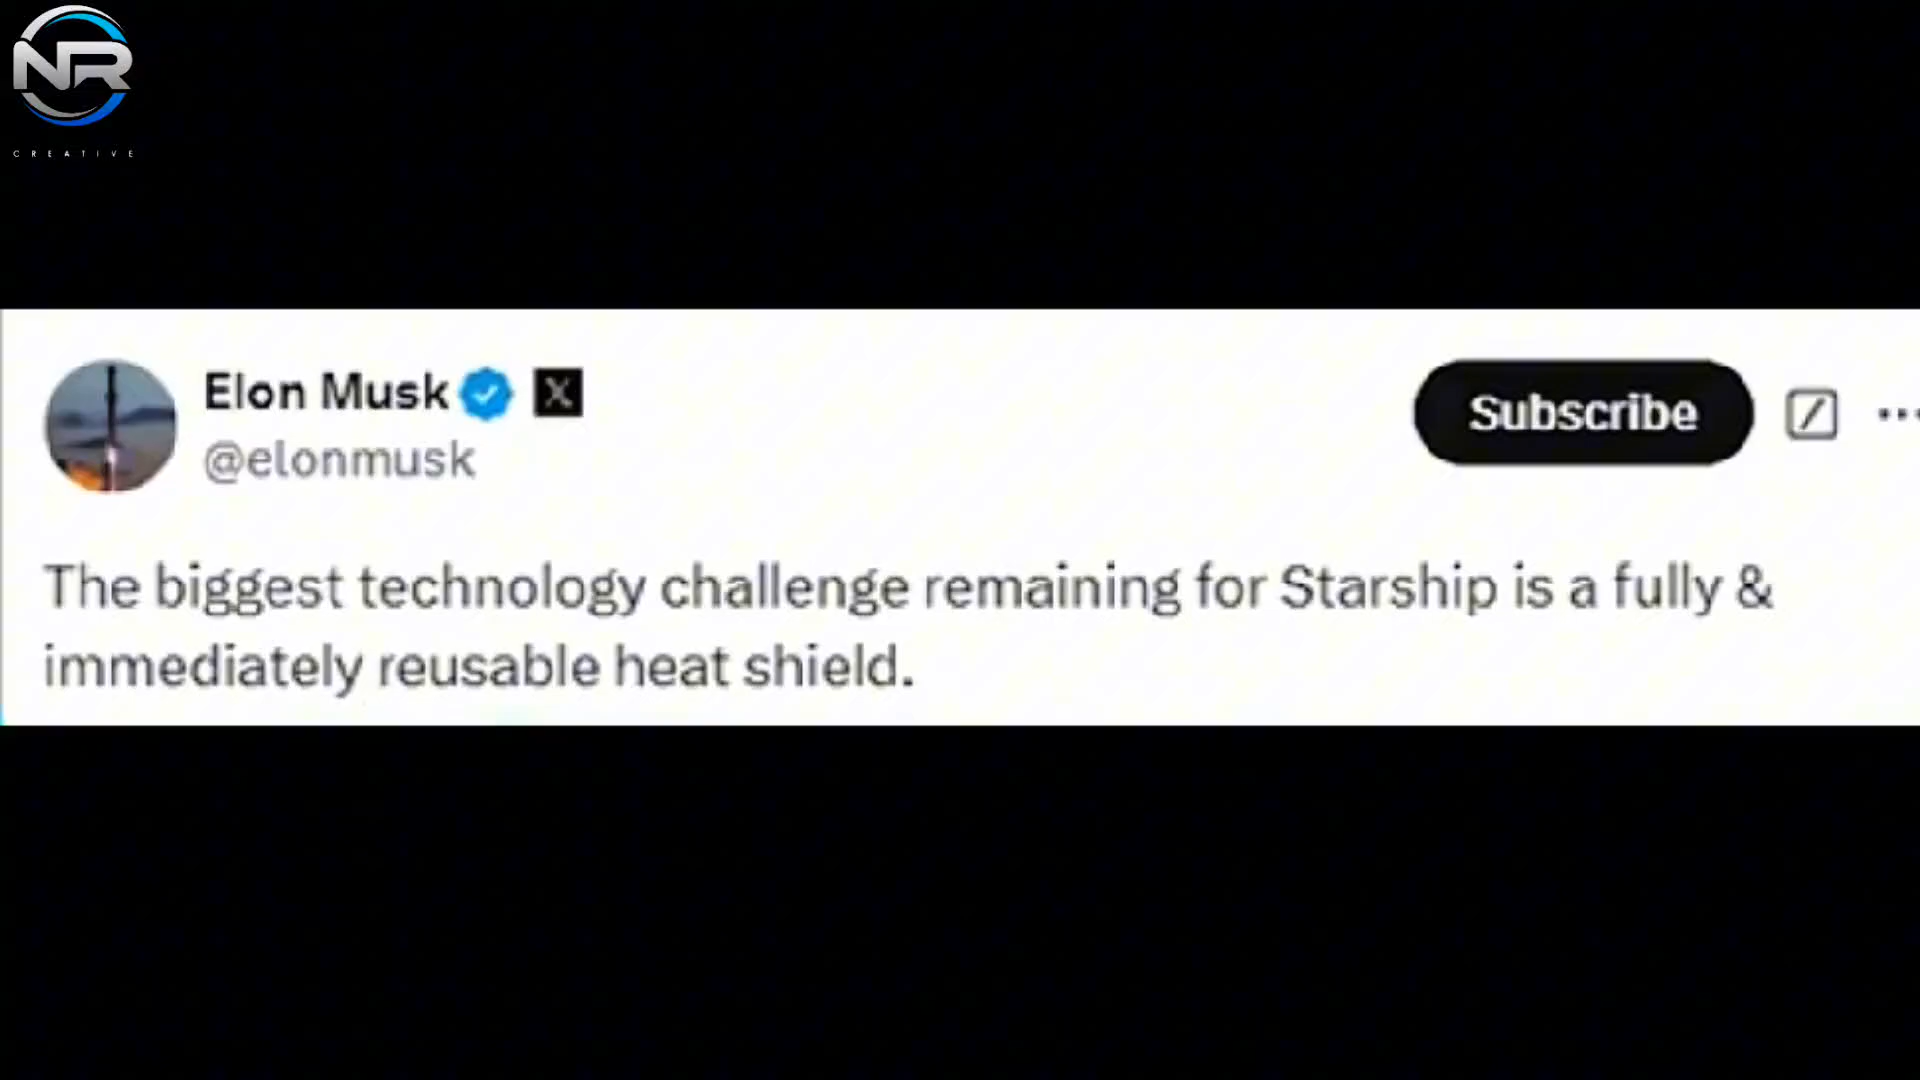 NR
CREATIVE
Elon Musk
@elonmusk
Subscribe
The biggest technology challenge remaining for Starship is a fully &
immediately reusable heat shield.